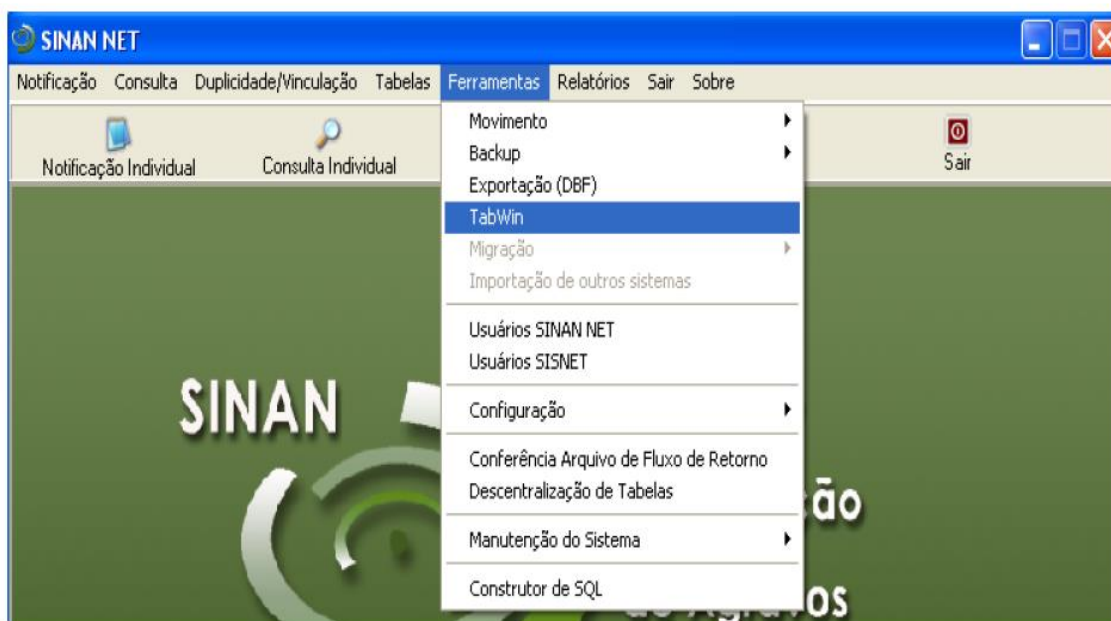 SINAN NET
Notificação Consulta Duplicidade/Vinculação Tabelas Ferramentas Relatórios Sair Sobre
Notificação Individual Consulta Individual Sair
Movimento
Backup
Exportação (DBF)
TabWin
Migração
Importação de outros sistemas
Usuários SINAN NET
Usuários SISNET
Configuração
Conferência Arquivo de Fluxo de Retorno
Descentralização de Tabelas
Manutenção do Sistema
Construtor de SQL
SINAN
ção
de Agravos